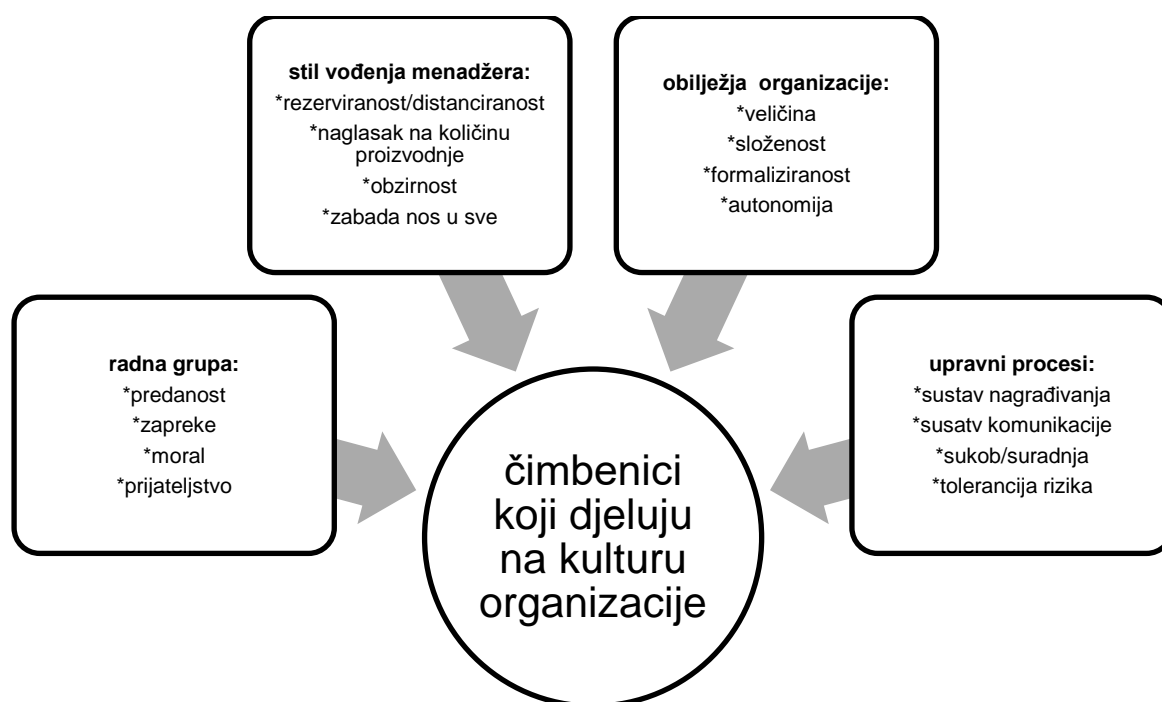 stil vođenja menadžera:
*rezerviranost/distanciranost
*naglasak na količinu
proizvodnje
*obzirnost
*zabada nos u sve
obilježja  organizacije:
*veličina
*složenost
*formaliziranost
*autonomija
radna grupa:
*predanost
*zapreke
*moral
*prijateljstvo
upravni procesi:
*sustav nagrađivanja
*susatv komunikacije
*sukob/suradnja
*tolerancija rizika
čimbenici
koji djeluju
na kulturu
organizacije